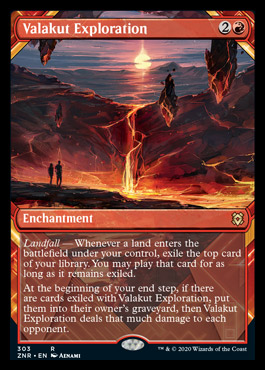 Valakut Exploration 2
Enchantment
Landfall — Whenever a land enters the
battlefield under your control, exile the top card
of your library. You may play that card for as
long as it remains exiled.
At the beginning of your end step, if there
are cards exiled with Valakut Exploration, put
them into their owner's graveyard, then Valakut
Exploration deals that much damage to each
opponent.
303 R
ZNR • EN Aenami
™ & © 2020 Wizards of the Coast